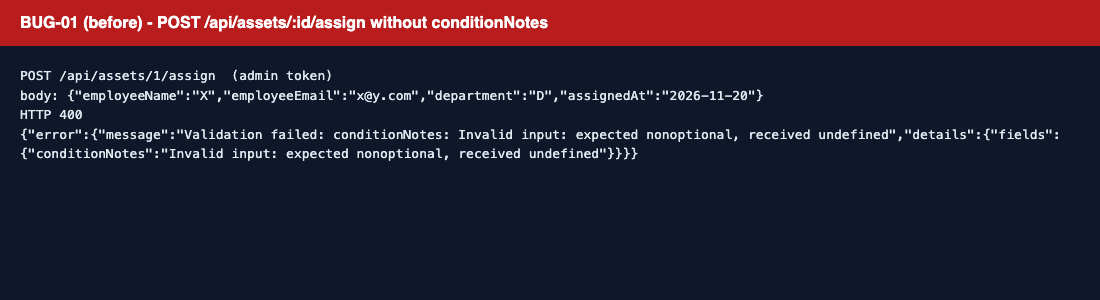 BUG-01 (before) - POST /api/assets/:id/assign without conditionNotes
POST /api/assets/1/assign  (admin token)
body: {"employeeName":"X","employeeEmail":"x@y.com","department":"D","assignedAt":"2026-11-20"}
HTTP 400
{"error":{"message":"Validation failed: conditionNotes: Invalid input: expected nonoptional, received undefined","details":{"fields":
{"conditionNotes":"Invalid input: expected nonoptional, received undefined"}}}}